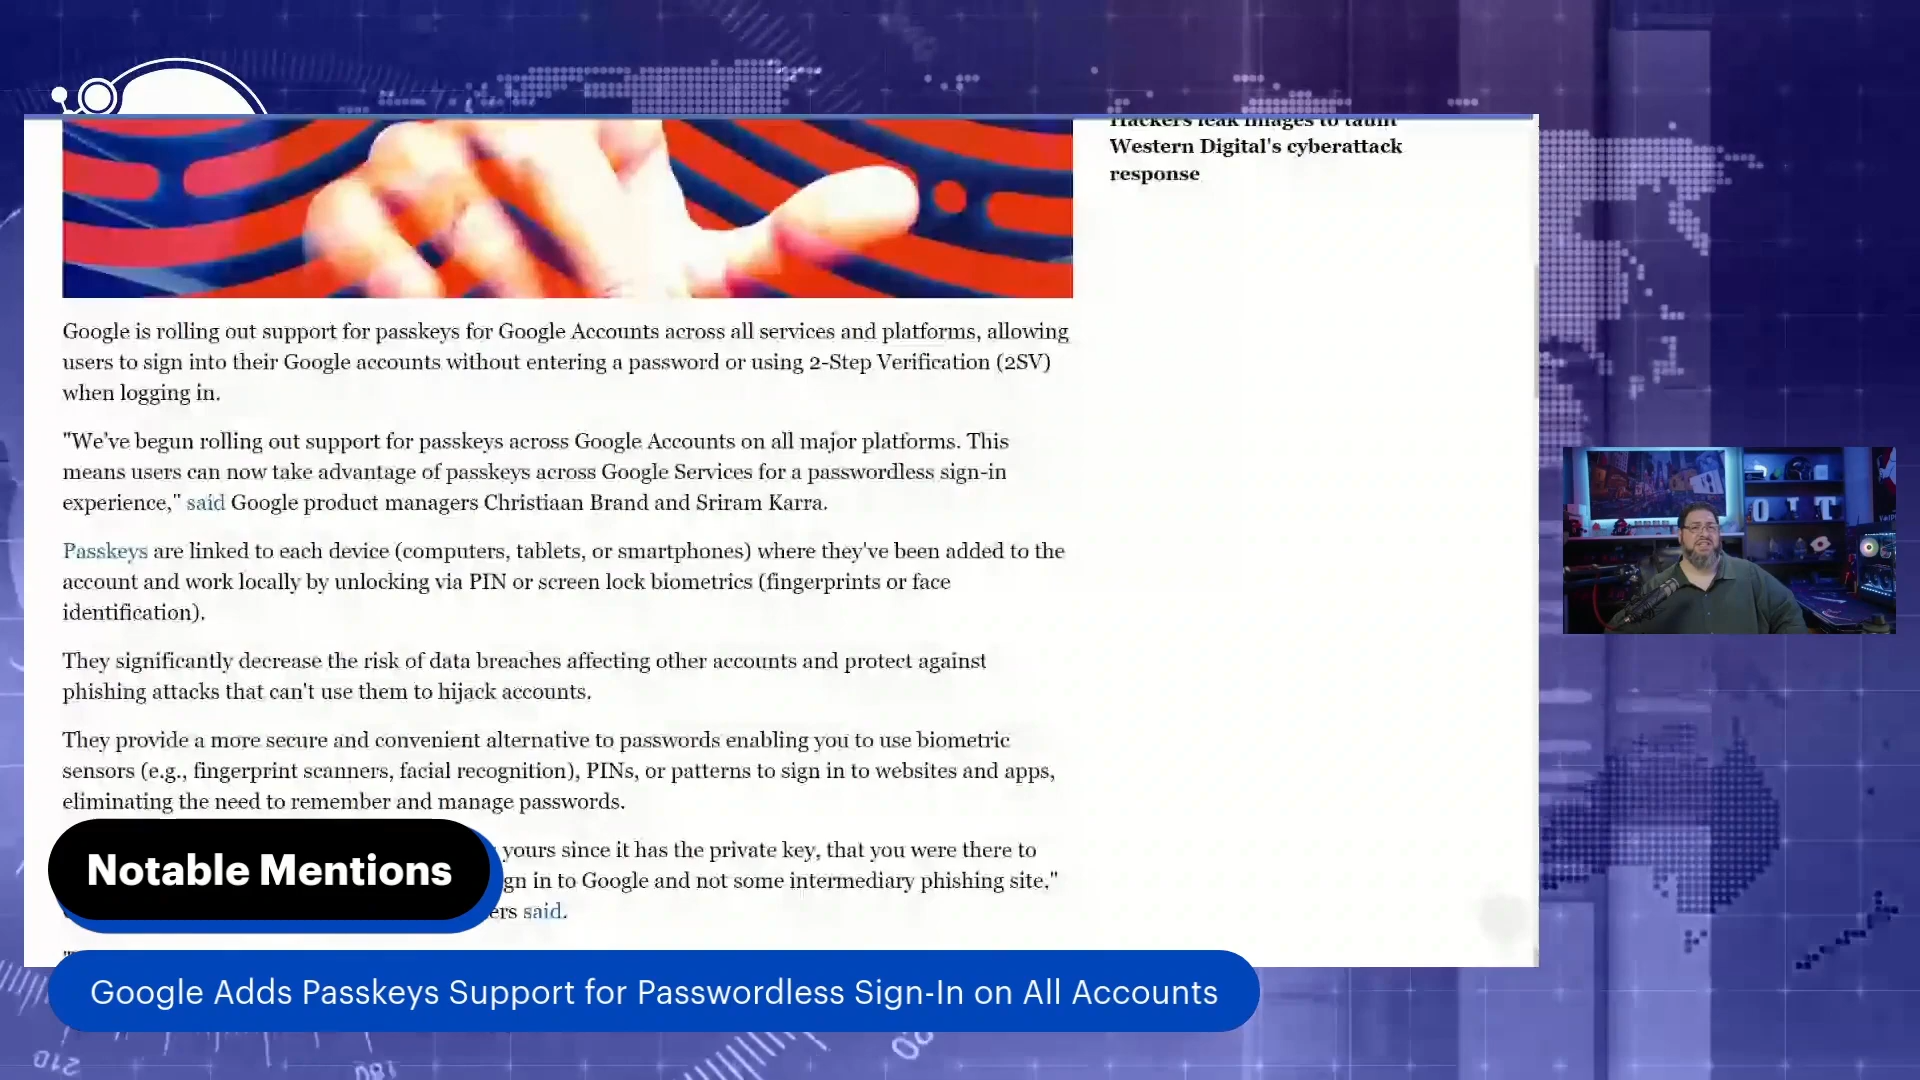 Hackers leak images to taunt
Western Digital's cyberattack
response
Google is rolling out support for passkeys for Google Accounts across all services and platforms, allowing
users to sign into their Google accounts without entering a password or using 2-Step Verification (2SV)
when logging in.
"We've begun rolling out support for passkeys across Google Accounts on all major platforms. This
means users can now take advantage of passkeys across Google Services for a passwordless sign-in
experience," said Google product managers Christiaan Brand and Sriram Karra.
Passkeys are linked to each device (computers, tablets, or smartphones) where they've been added to the
account and work locally by unlocking via PIN or screen lock biometrics (fingerprints or face
identification).
They significantly decrease the risk of data breaches affecting other accounts and protect against
phishing attacks that can't use them to hijack accounts.
They provide a more secure and convenient alternative to passwords enabling you to use biometric
sensors (e.g., fingerprint scanners, facial recognition), PINs, or patterns to sign in to websites and apps,
eliminating the need to remember and manage passwords.
yours since it has the private key, that you were there to
gn in to Google and not some intermediary phishing site,"
ers said.
Notable Mentions
Google Adds Passkeys Support for Passwordless Sign-In on All Accounts
OIT
210
180